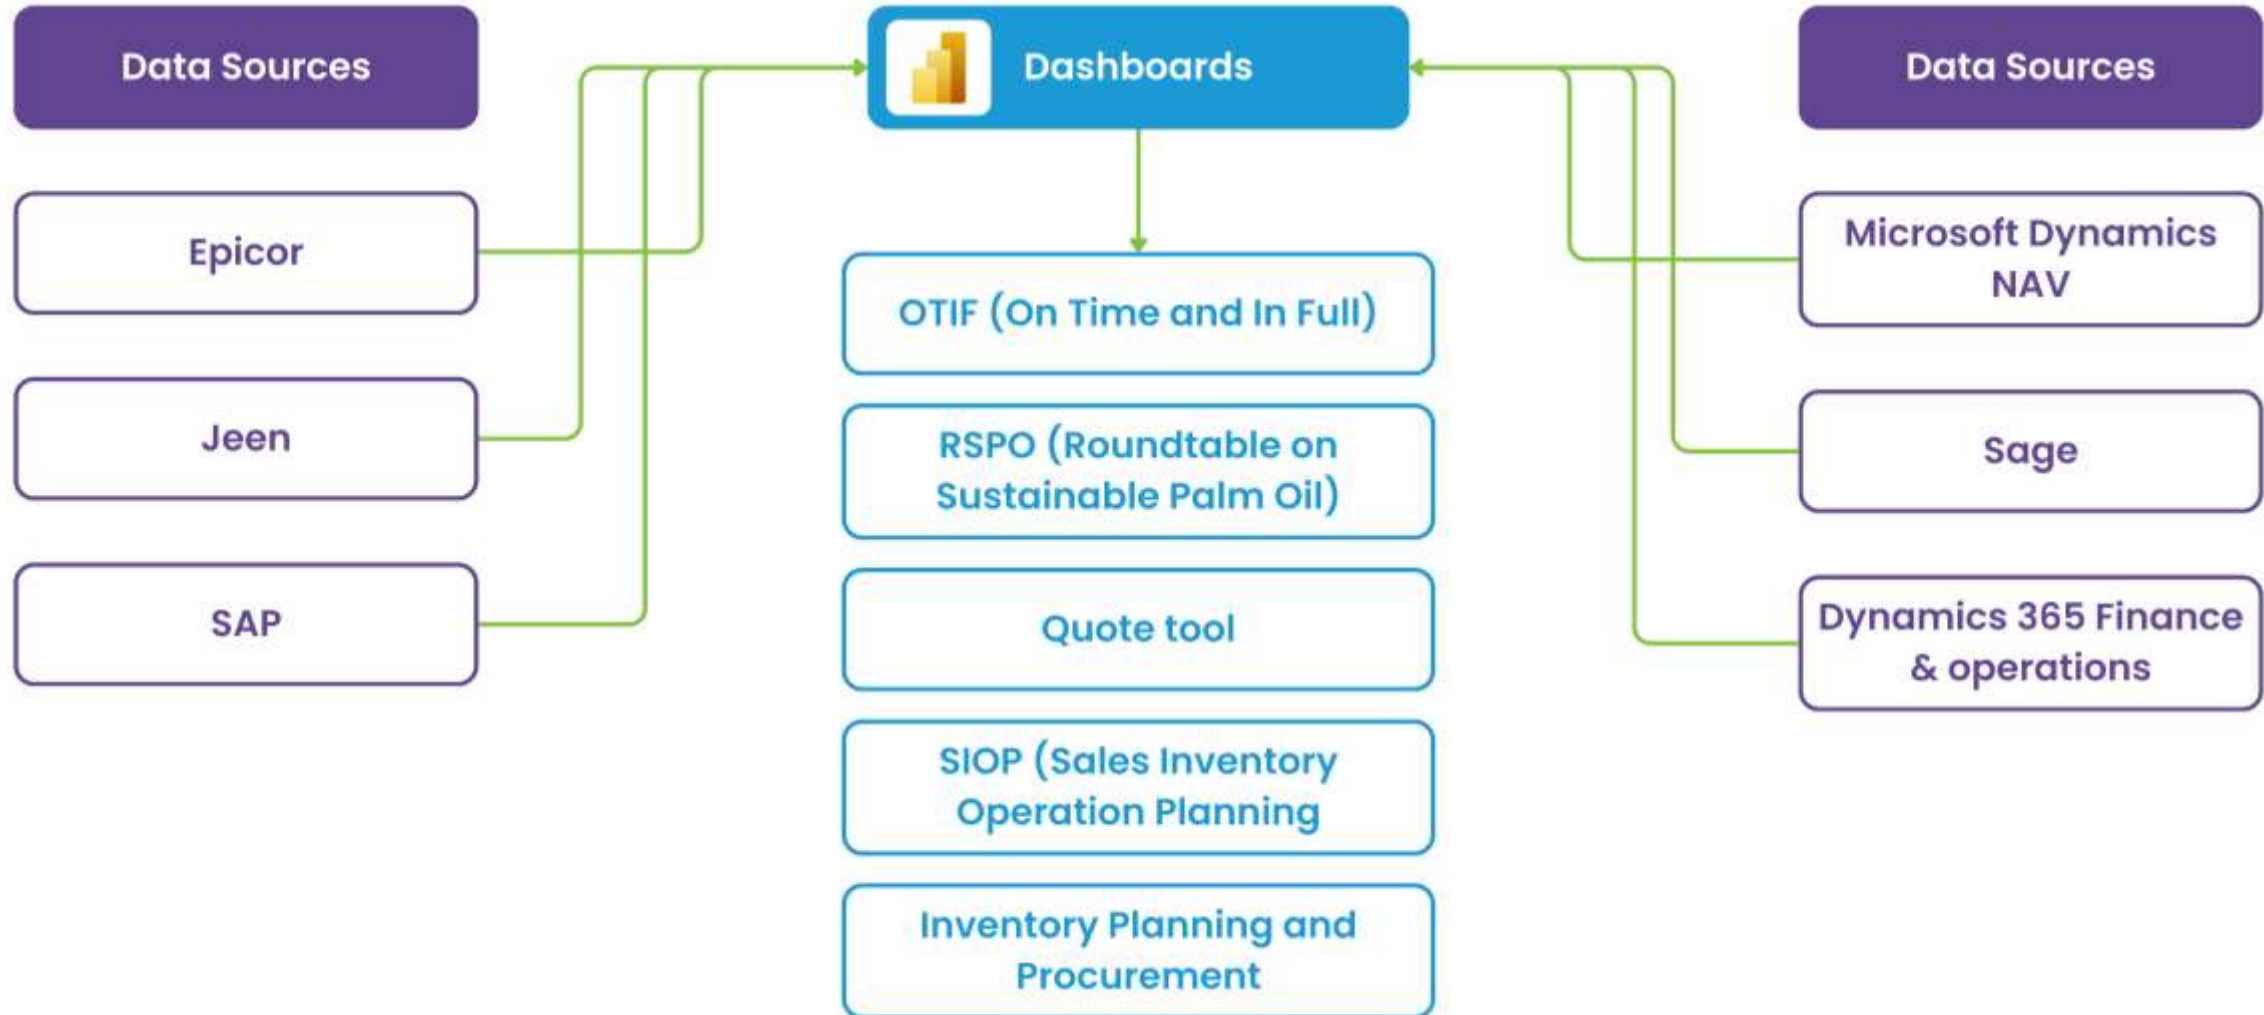 Data Sources
Epicor
Jeen
SAP
Dashboards
OTIF (On Time and In Full)
RSPO (Roundtable on
Sustainable Palm Oil)
Quote tool
SIOP (Sales Inventory
Operation Planning
Inventory Planning and
Procurement
Data Sources
Microsoft Dynamics
NAV
Sage
Dynamics 365 Finance
& operations